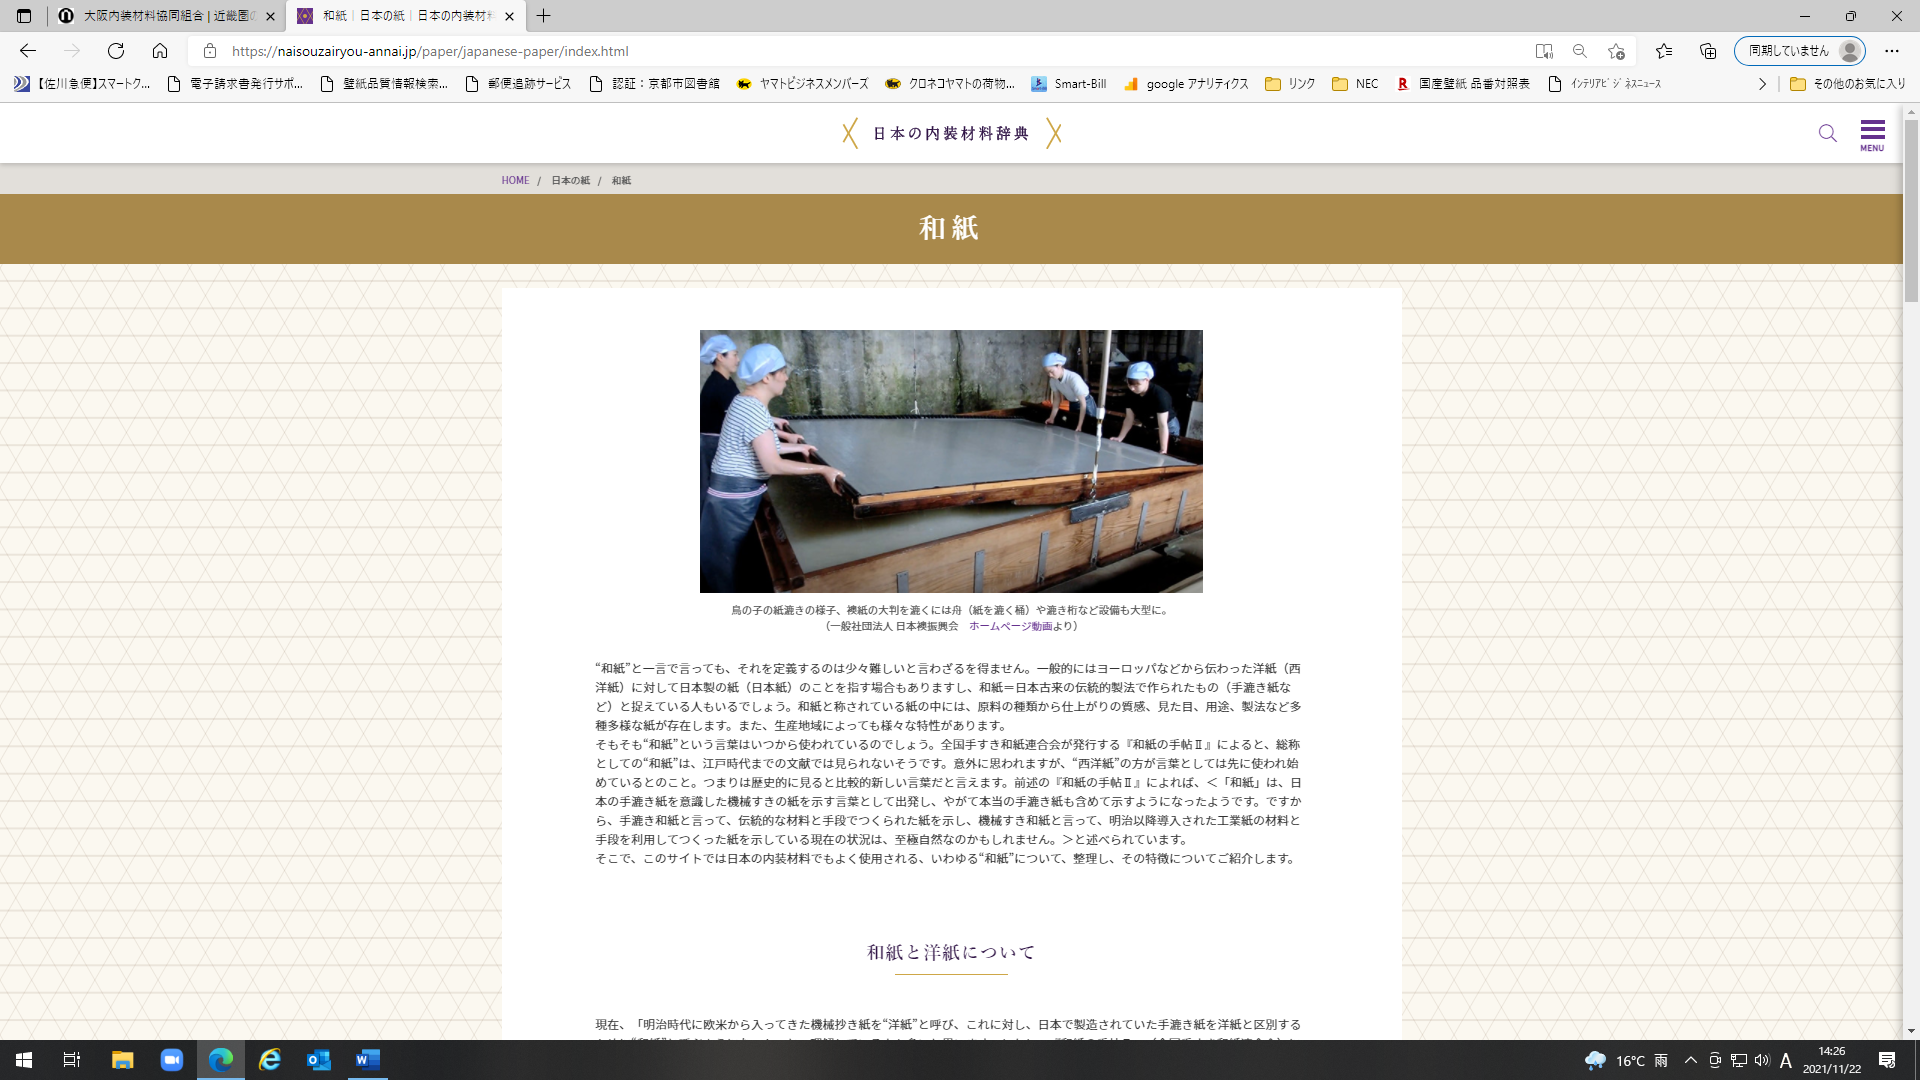 大阪内装材料協同組合 | 近畿圏の
和紙｜日本の紙｜日本の内装材料
https://naisouzairyou-annai.jp/paper/japanese-paper/index.html
同期していません
【佐川急便】スマートク...
電子請求書発行サポ...
壁紙品質情報検索...
郵便追跡サービス
認証：京都市図書館
ヤマトビジネスメンバーズ
クロネコヤマトの荷物...
Smart-Bill
google アナリティクス
リンク
NEC
国産壁紙 品番対照表
ｲﾝﾃﾘｱﾋﾞｼﾞﾈｽﾆｭｰｽ
その他のお気に入り
日本の内装材料辞典
MENU
HOME / 日本の紙 / 和紙
和紙
鳥の子の紙漉きの様子、襖紙の大判を漉くには舟（紙を漉く桶）や漉き桁など設備も大型に。
（一般社団法人 日本襖振興会　ホームページ動画より）
“和紙”と一言で言っても、それを定義するのは少々難しいと言わざるを得ません。一般的にはヨーロッパなどから伝わった洋紙（西
洋紙）に対して日本製の紙（日本紙）のことを指す場合もありますし、和紙＝日本古来の伝統的製法で作られたもの（手漉き紙な
ど）と捉えている人もいるでしょう。和紙と称されている紙の中には、原料の種類から仕上がりの質感、見た目、用途、製法など多
種多様な紙が存在します。また、生産地域によっても様々な特性があります。
そもそも“和紙”という言葉はいつから使われているのでしょう。全国手すき和紙連合会が発行する『和紙の手帖Ⅱ』によると、総称
としての“和紙”は、江戸時代までの文献では見られないそうです。意外に思われますが、“西洋紙”の方が言葉としては先に使われ始
めているとのこと。つまりは歴史的に見ると比較的新しい言葉だと言えます。前述の『和紙の手帖Ⅱ』によれば、＜「和紙」は、日
本の手漉き紙を意識した機械すきの紙を示す言葉として出発し、やがて本当の手漉き紙も含めて示すようになったようです。ですか
ら、手漉き和紙と言って、伝統的な材料と手段でつくられた紙を示し、機械すき和紙と言って、明治以降導入された工業紙の材料と
手段を利用してつくった紙を示している現在の状況は、至極自然なのかもしれません。＞と述べられています。
そこで、このサイトでは日本の内装材料でもよく使用される、いわゆる“和紙”について、整理し、その特徴についてご紹介します。
和紙と洋紙について
現在、「明治時代に欧米から入ってきた機械抄き紙を“洋紙”と呼び、これに対し、日本で製造されていた手漉き紙を洋紙と区別する
16°C 雨
A
14:26
2021/11/22